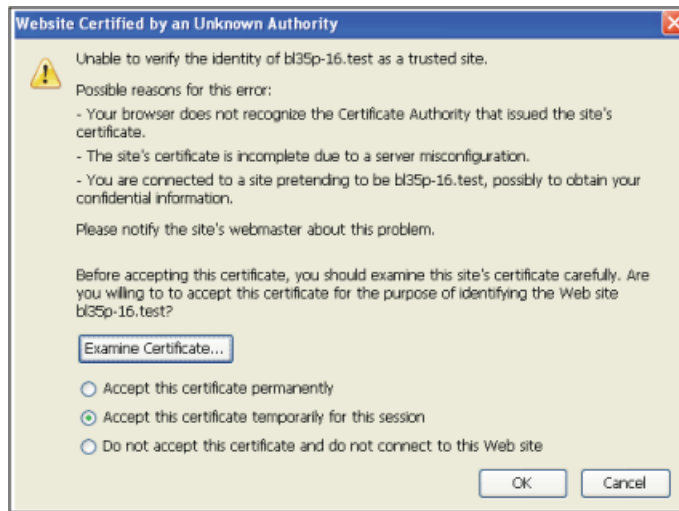 Website Certified by an Unknown Authority
Unable to verify the identity of bl35p-16.test as a trusted site.
Possible reasons for this error:
- Your browser does not recognize the Certificate Authority that issued the site's
certificate.
- The site's certificate is incomplete due to a server misconfiguration.
- You are connected to a site pretending to be bl35p-16.test, possibly to obtain your
confidential information.
Please notify the site's webmaster about this problem.
Before accepting this certificate, you should examine this site's certificate carefully. Are
you willing to to accept this certificate for the purpose of identifying the Web site
bl35p-16.test?
Examine Certificate...
Accept this certificate permanently
Accept this certificate temporarily for this session
Do not accept this certificate and do not connect to this Web site
OK Cancel